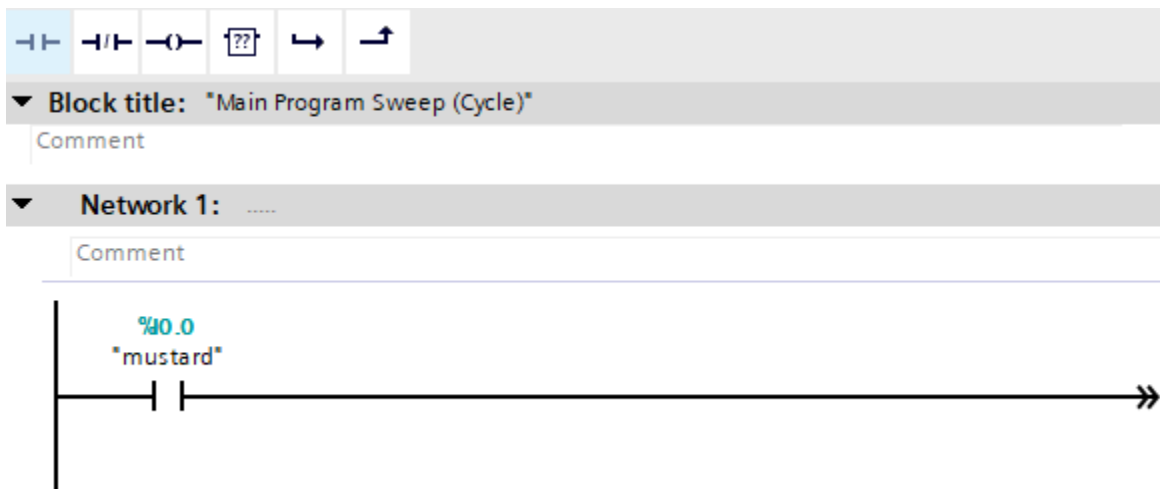 ??
Block title: "Main Program Sweep (Cycle)"
Comment
Network 1: .....
Comment
%I0.0
"mustard"